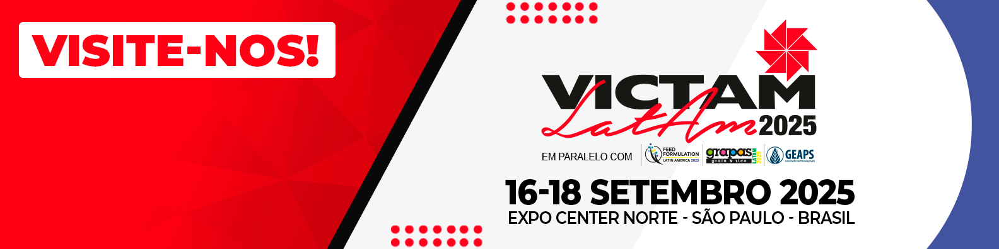 VISITE-NOS!
VICTAM
LatAm 2025
EM PARALELO COM
FEED
FORMULATION
LATIN AMERICA 2025
grapas
grain & rice
LATAM
2025
GEAPS
16-18 SETEMBRO 2025
EXPO CENTER NORTE - SÃO PAULO - BRASIL